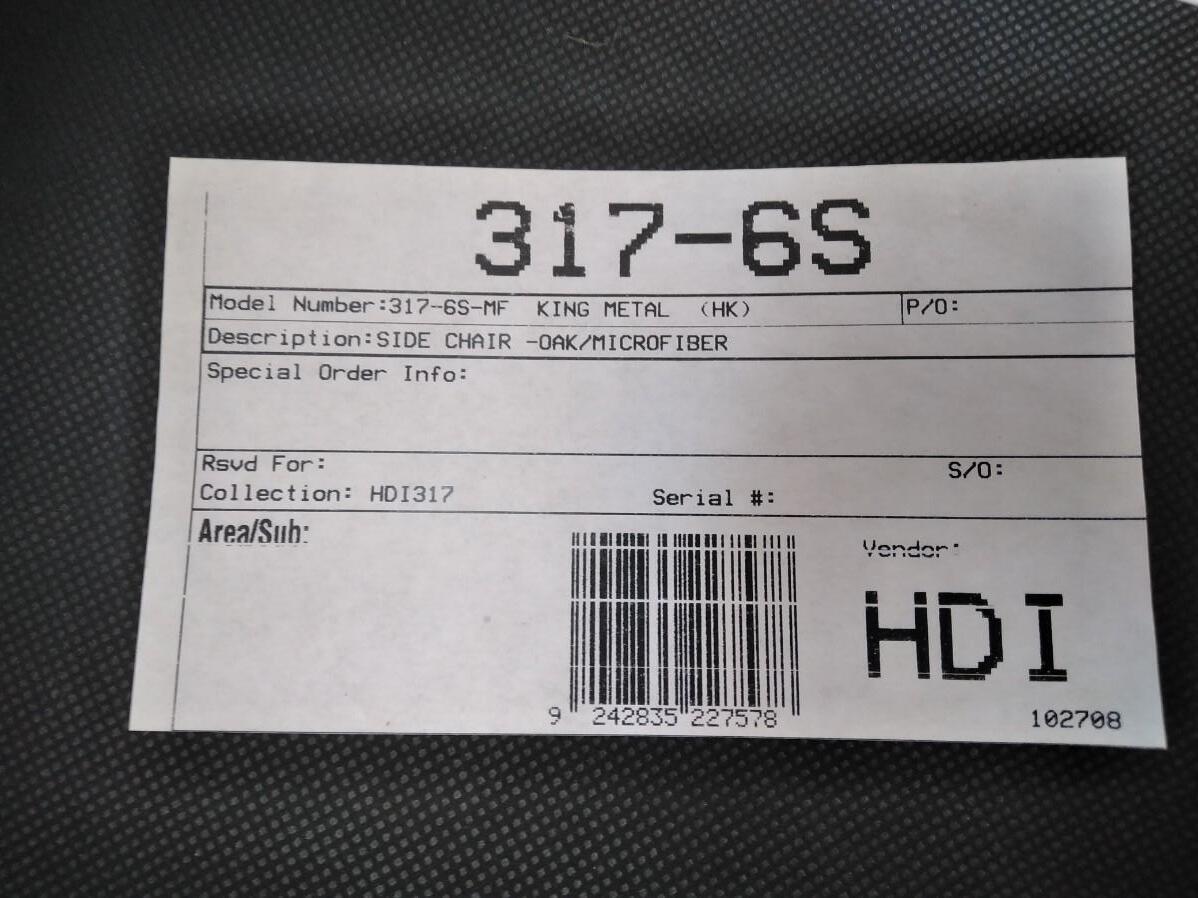 317-6S
Model Number:317-6S-MF KING METAL (HK) P/O:
Description:SIDE CHAIR -OAK/MICROFIBER
Special Order Info:
Rsvd For: S/O:
Collection: HDI317 Serial #:
Area/Sub: Vendor:
HDI
9 242835 227578 102708